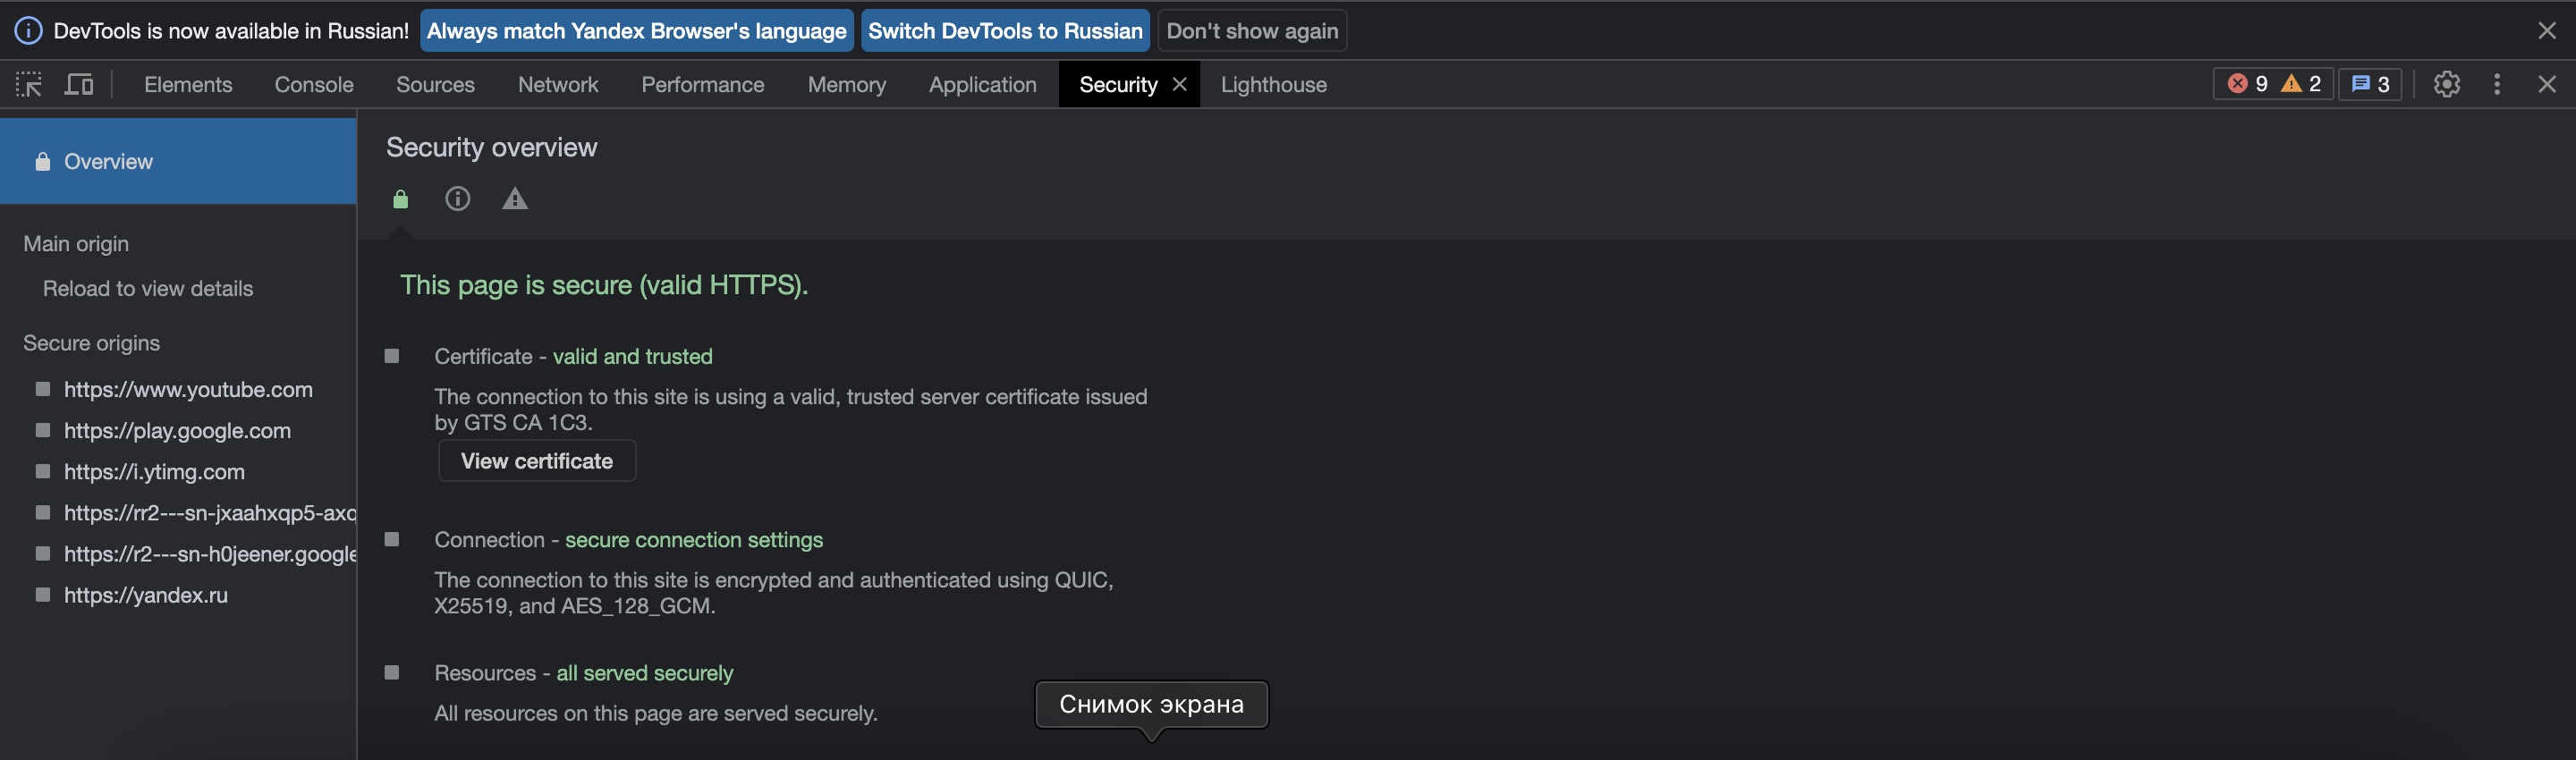 DevTools is now available in Russian! Always match Yandex Browser's language Switch DevTools to Russian Don't show again
Elements Console Sources Network Performance Memory Application Security Lighthouse 9 2 3
Overview
Main origin
Reload to view details
Secure origins
https://www.youtube.com
https://play.google.com
https://i.ytimg.com
https://rr2---sn-jxaahxqp5-axq
https://r2---sn-h0jeener.google
https://yandex.ru
Security overview
This page is secure (valid HTTPS).
Certificate - valid and trusted
The connection to this site is using a valid, trusted server certificate issued
by GTS CA 1C3.
View certificate
Connection - secure connection settings
The connection to this site is encrypted and authenticated using QUIC,
X25519, and AES_128_GCM.
Resources - all served securely
All resources on this page are served securely.
Снимок экрана